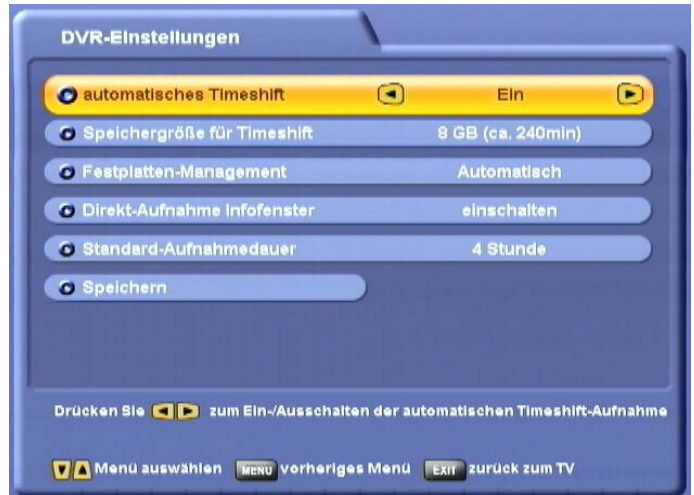 DVR-Einstellungen
automatisches Timeshift Ein
Speichergröße für Timeshift 8 GB (ca. 240min)
Festplatten-Management Automatisch
Direkt-Aufnahme Infofenster einschalten
Standard-Aufnahmedauer 4 Stunde
Speichern
Drücken Sie ◀ ▶ zum Ein-/Ausschalten der automatischen Timeshift-Aufnahme
▼ ▲ Menü auswählen MENU vorheriges Menü EXIT zurück zum TV